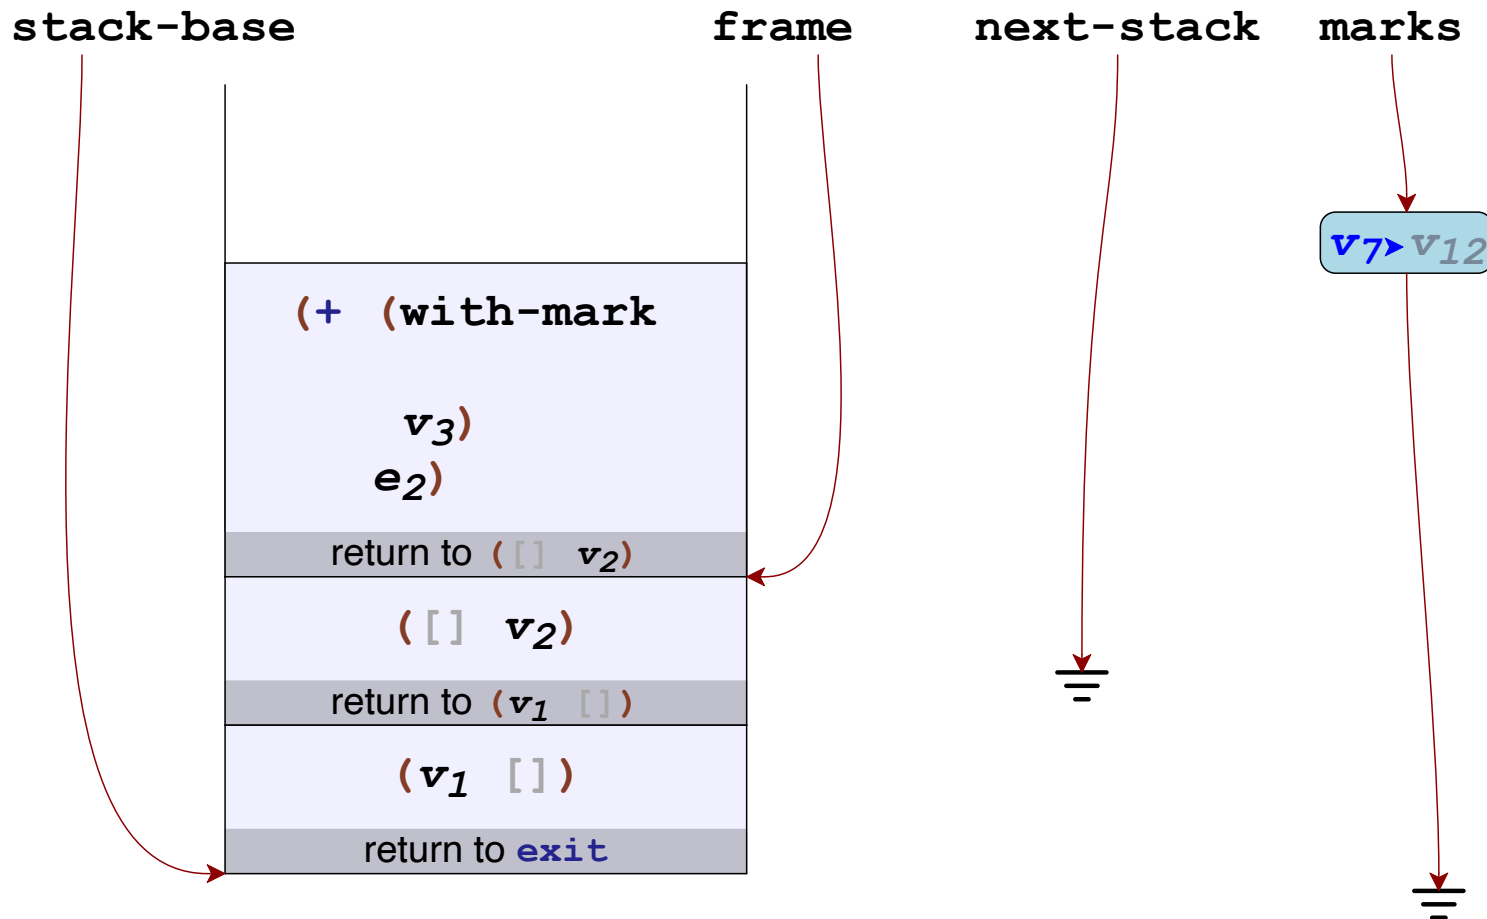 stack-base frame next-stack marks
v7➤v12
(+ (with-mark
v3)
e2)
return to ([] v2)
([] v2)
return to (v1 [])
(v1 [])
return to exit